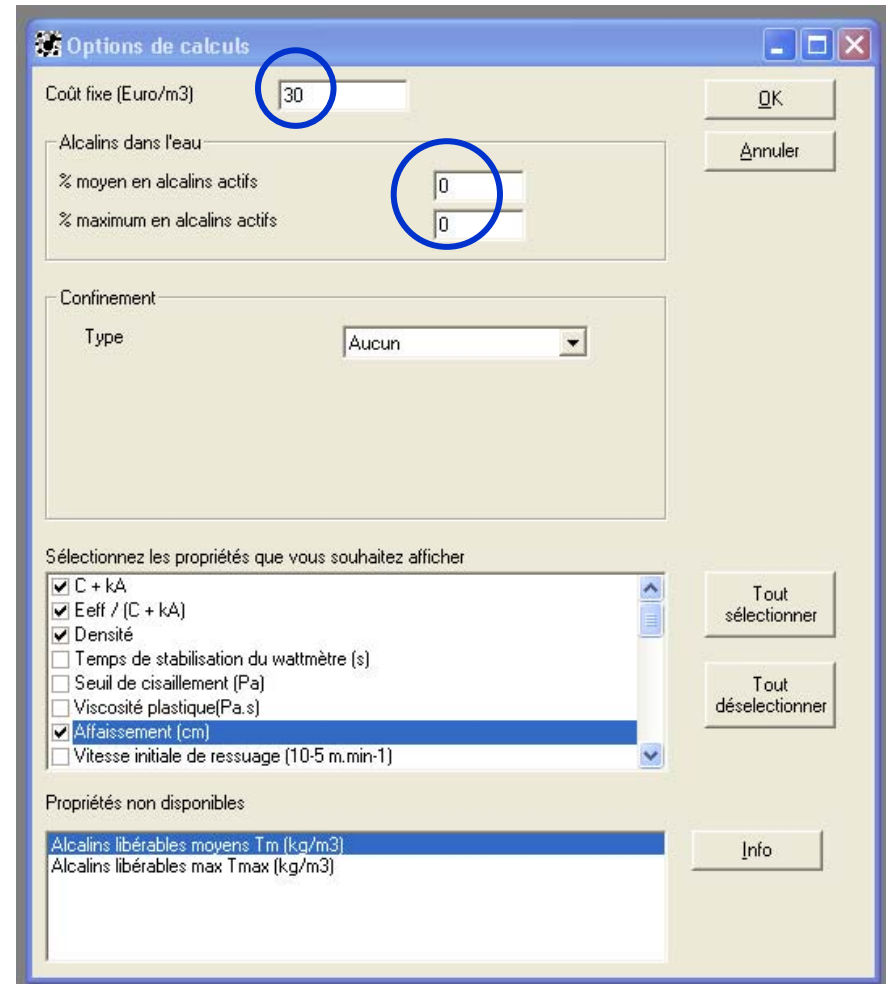 Options de calculs
Coût fixe (Euro/m3) 30
OK
Alcalins dans l'eau
Annuler
% moyen en alcalins actifs 0
% maximum en alcalins actifs 0
Confinement
Type Aucun
Sélectionnez les propriétés que vous souhaitez afficher
C + kA
Eeff / (C + kA)
Densité
Temps de stabilisation du wattmètre (s)
Seuil de cisaillement (Pa)
Viscosité plastique(Pa.s)
Affaissement (cm)
Vitesse initiale de ressuage (10-5 m.min-1)
Tout
sélectionner
Tout
déselectionner
Propriétés non disponibles
Alcalins libérables moyens Tm (kg/m3)
Alcalins libérables max Tmax (kg/m3)
Info